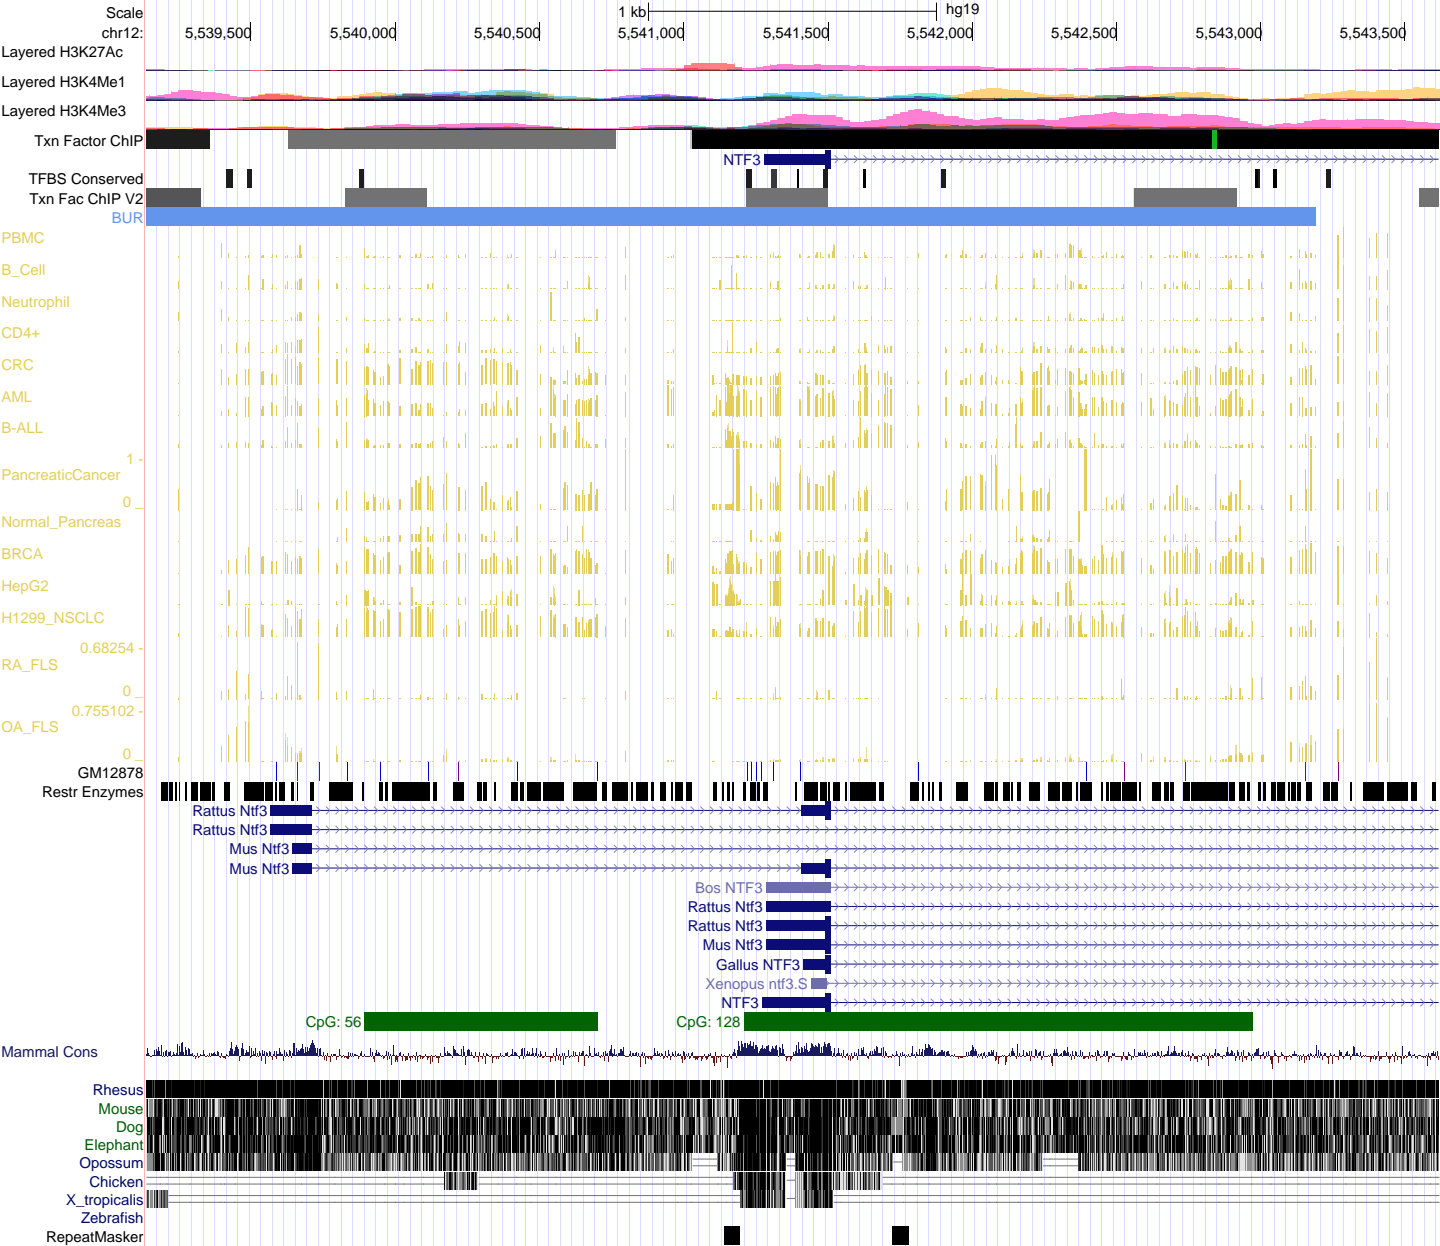 Scale 1 kb hg19
chr12: 5,539,500 5,540,000 5,540,500 5,541,000 5,541,500 5,542,000 5,542,500 5,543,000 5,543,500
Layered H3K27Ac
Layered H3K4Me1
Layered H3K4Me3
Txn Factor ChIP
NTF3
TFBS Conserved
Txn Fac ChIP V2
BUR
PBMC
B_Cell
Neutrophil
CD4+
CRC
AML
B-ALL
1 -
PancreaticCancer
0 _
Normal_Pancreas
BRCA
HepG2
H1299_NSCLC
0.68254 -
RA_FLS
0 _
0.755102 -
OA_FLS
0 _
GM12878
Restr Enzymes
Rattus Ntf3
Rattus Ntf3
Mus Ntf3
Mus Ntf3
Bos NTF3
Rattus Ntf3
Rattus Ntf3
Mus Ntf3
Gallus NTF3
Xenopus ntf3.S
NTF3
CpG: 56 CpG: 128
Mammal Cons
Rhesus
Mouse
Dog
Elephant
Opossum
Chicken
X_tropicalis
Zebrafish
RepeatMasker